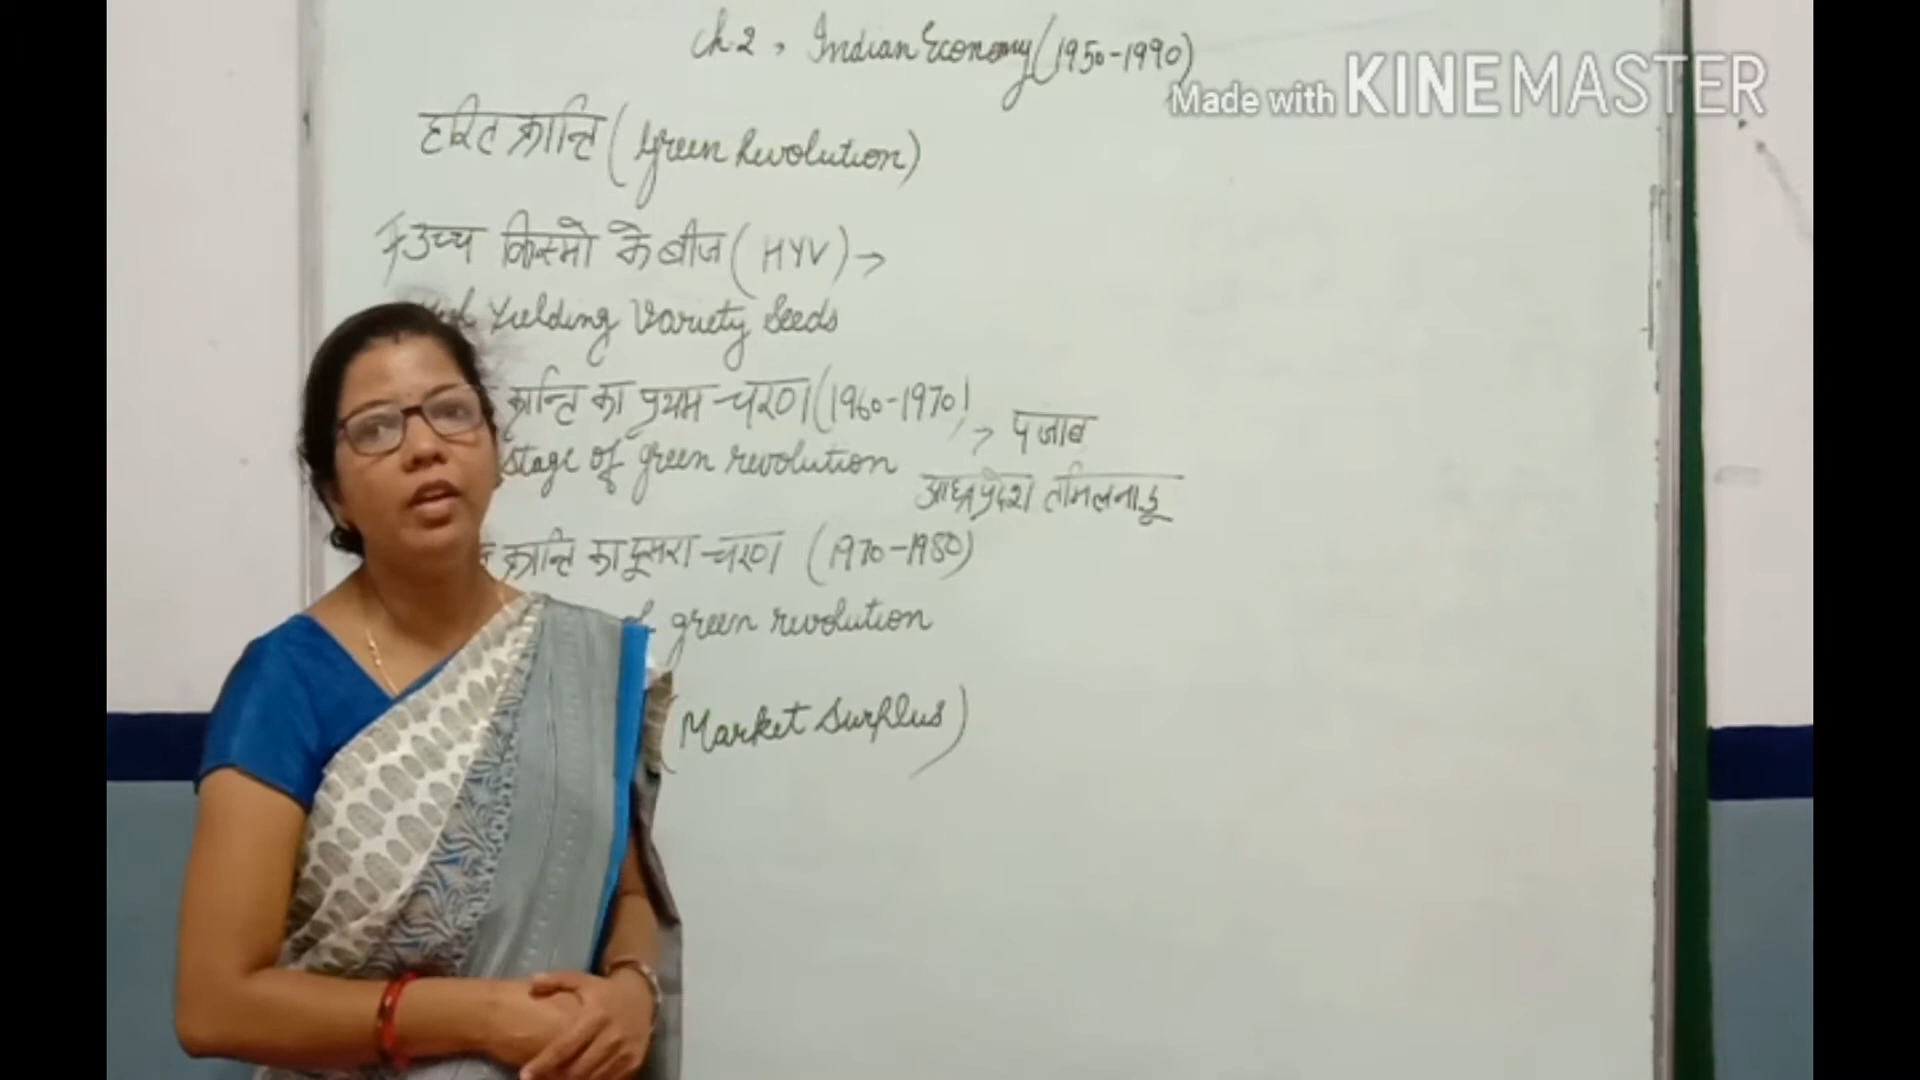 Ch.2, Indian Economy (1950-1990)
Made with KINEMASTER
हरित क्रान्ति (Green Revolution)
उच्च किस्मो के बीज (HYV) →
Yielding Variety Seeds
क्रान्ति का प्रथम चरण (1960-1970)
→ पंजाब
Stage of green revolution
आंध्रप्रदेश तमिलनाडू
क्रान्ति का दूसरा चरण (1970-1980)
of green revolution
(Market Surplus)